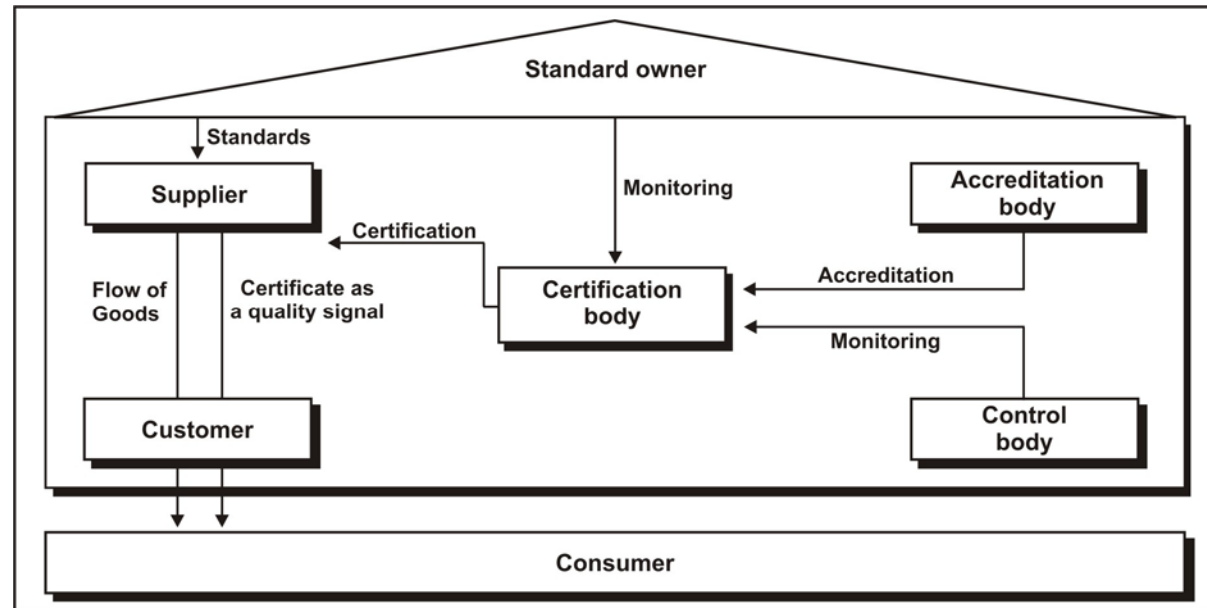 Standard owner
Standards
Supplier
Monitoring
Accreditation
body
Certification
Flow of
Goods
Certificate as
a quality signal
Certification
body
Accreditation
Monitoring
Customer
Control
body
Consumer